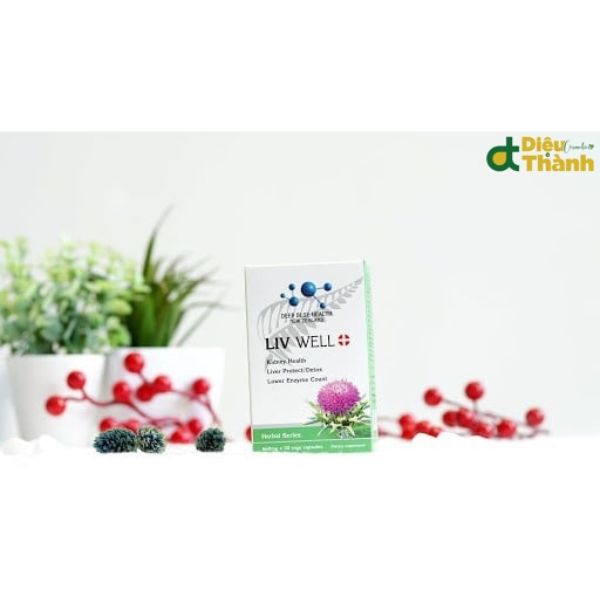 Diệu
Thành
DEEP BLUE HEALTH
NEW ZEALAND
LIV WELL
Kidney Health
Liver Protect/Detox
Lower Enzyme Count
Herbal Series